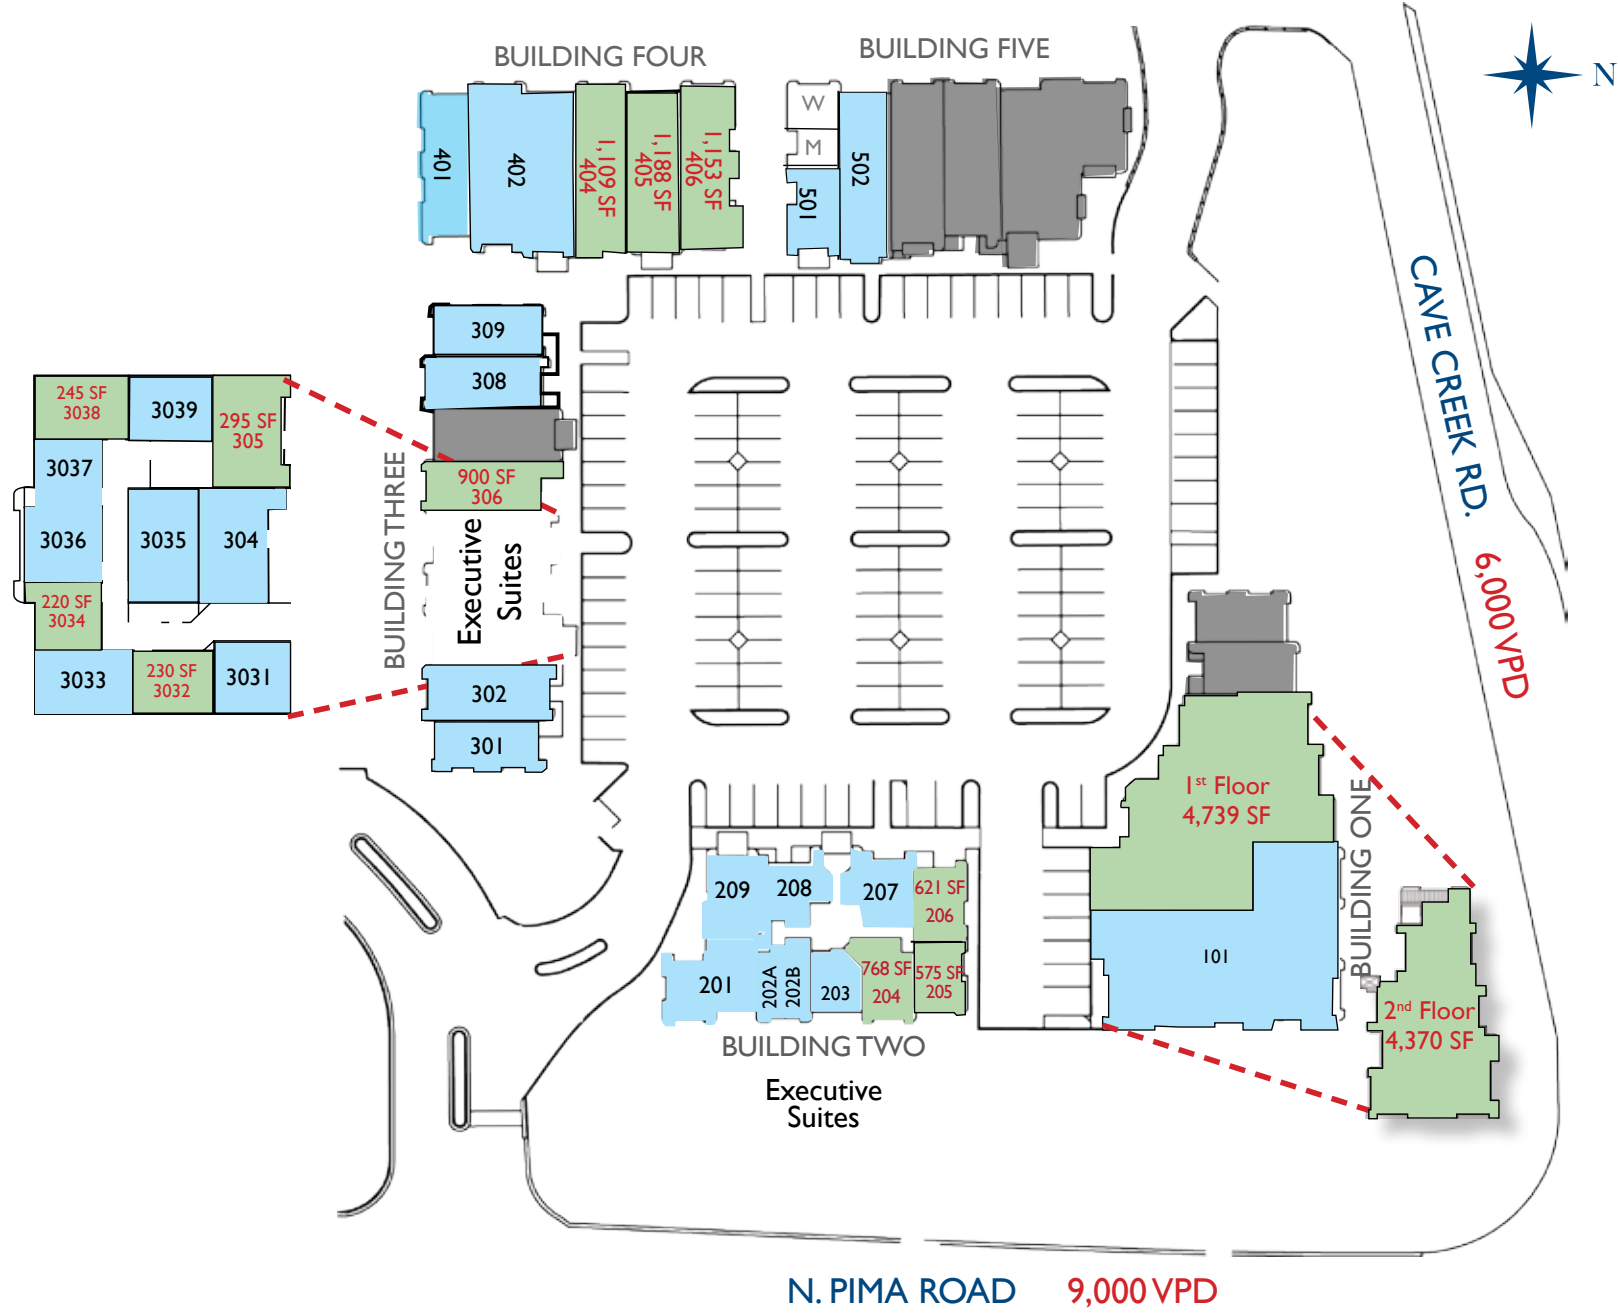 BUILDING FOUR
BUILDING FIVE
N
401
402
1,109 SF
404
1,188 SF
405
1,153 SF
406
W
M
501
502
CAVE CREEK RD.
6,000 VPD
309
308
900 SF
306
BUILDING THREE
Executive
Suites
302
301
245 SF
3038
3039
295 SF
305
3037
3036
3035
304
220 SF
3034
3033
230 SF
3032
3031
1st Floor
4,739 SF
101
BUILDING ONE
2nd Floor
4,370 SF
209
208
207
621 SF
206
201
202A
202B
203
768 SF
204
575 SF
205
BUILDING TWO
Executive
Suites
N. PIMA ROAD
9,000 VPD